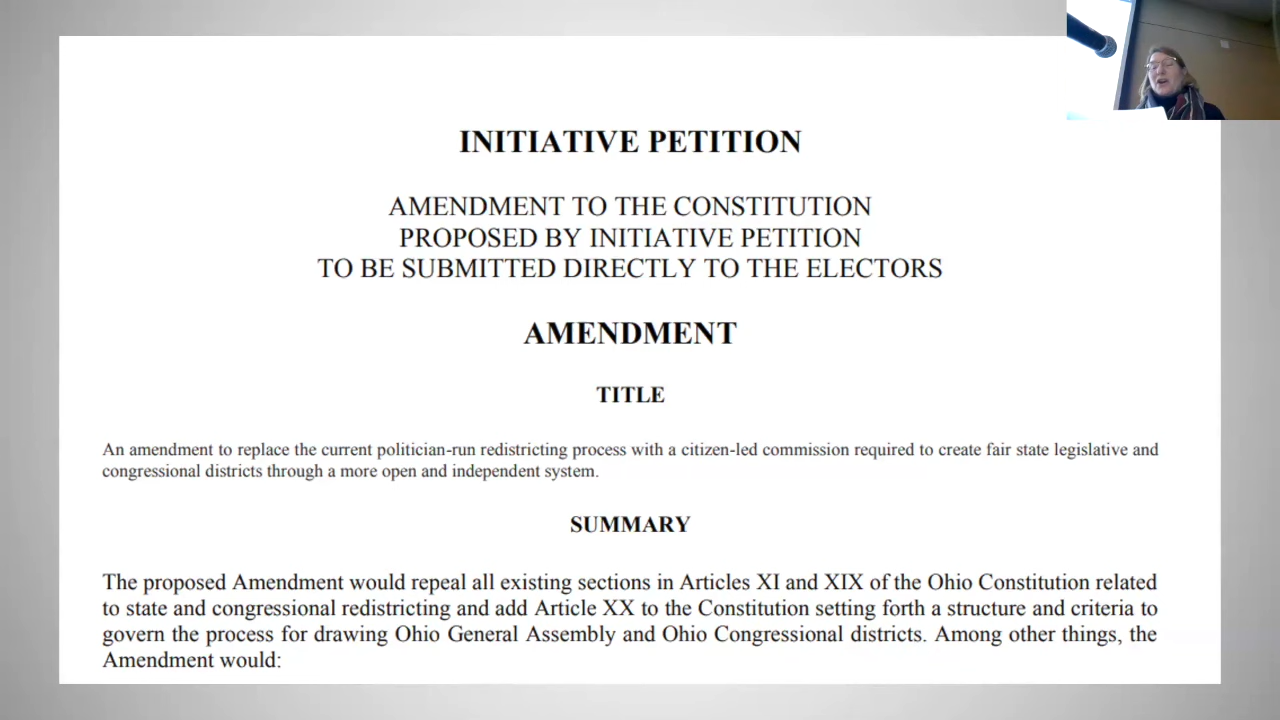 INITIATIVE PETITION
AMENDMENT TO THE CONSTITUTION
PROPOSED BY INITIATIVE PETITION
TO BE SUBMITTED DIRECTLY TO THE ELECTORS
AMENDMENT
TITLE
An amendment to replace the current politician-run redistricting process with a citizen-led commission required to create fair state legislative and
congressional districts through a more open and independent system.
SUMMARY
The proposed Amendment would repeal all existing sections in Articles XI and XIX of the Ohio Constitution related
to state and congressional redistricting and add Article XX to the Constitution setting forth a structure and criteria to
govern the process for drawing Ohio General Assembly and Ohio Congressional districts. Among other things, the
Amendment would: